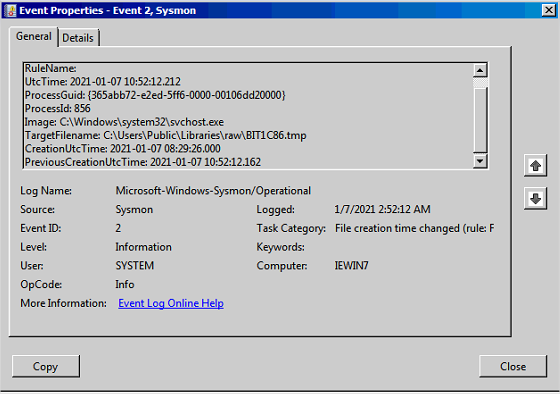 Event Properties - Event 2, Sysmon
General Details
RuleName:
UtcTime: 2021-01-07 10:52:12.212
ProcessGuid: {365abb72-e2ed-5ff6-0000-00106dd20000}
ProcessId: 856
Image: C:\Windows\system32\svchost.exe
TargetFilename: C:\Users\Public\Libraries\raw\BIT1C86.tmp
CreationUtcTime: 2021-01-07 08:29:26.000
PreviousCreationUtcTime: 2021-01-07 10:52:12.162
Log Name: Microsoft-Windows-Sysmon/Operational
Source: Sysmon Logged: 1/7/2021 2:52:12 AM
Event ID: 2 Task Category: File creation time changed (rule: F
Level: Information Keywords:
User: SYSTEM Computer: IEWIN7
OpCode: Info
More Information: Event Log Online Help
Copy Close